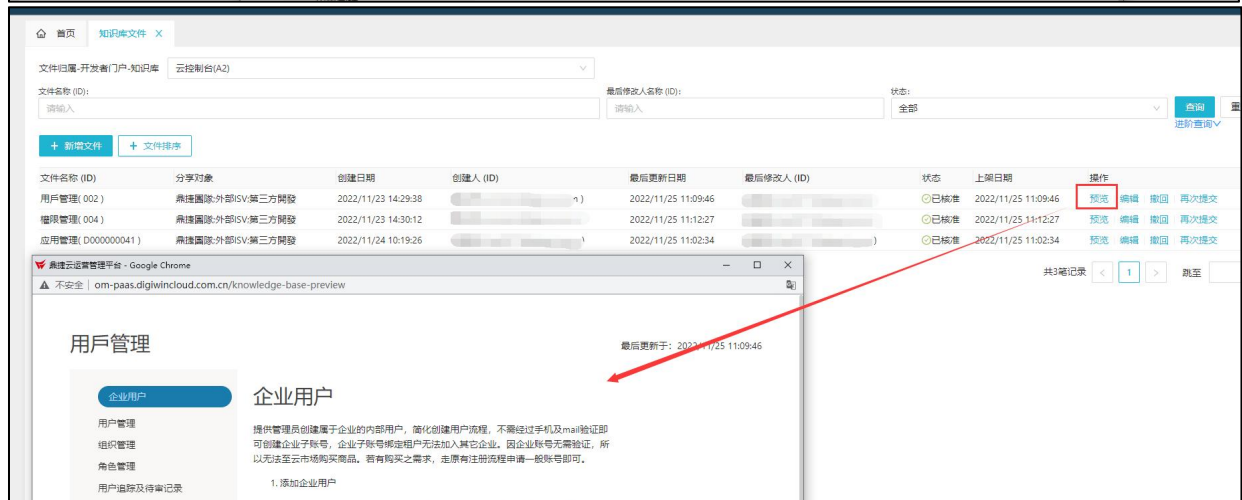 首页 知识库文件 X
文件归属-开发者门户-知识库 云控制台(A2)
文件名称 (ID): 最后修改人名称 (ID): 状态:
请输入 请输入 全部 查询 重
进阶查询
+ 新增文件 + 文件排序
文件名称 (ID) 分享对象 创建日期 创建人 (ID) 最后更新日期 最后修改人 (ID) 状态 上架日期 操作
用戶管理( 002 ) 鼎捷團隊;外部ISV;第三方開發 2022/11/23 14:29:38 ) 2022/11/25 11:09:46 已核准 2022/11/25 11:09:46 预览 编辑 撤回 再次提交
權限管理( 004 ) 鼎捷團隊;外部ISV;第三方開發 2022/11/23 14:30:12 2022/11/25 11:12:27 已核准 2022/11/25 11:12:27 预览 编辑 撤回 再次提交
应用管理( D000000041 ) 鼎捷團隊;外部ISV;第三方開發 2022/11/24 10:19:26 2022/11/25 11:02:34 ) 已核准 2022/11/25 11:02:34 预览 编辑 撤回 再次提交
共3笔记录 < 1 > 跳至
鼎捷云运营管理平台 - Google Chrome
不安全 | om-paas.digiwincloud.com.cn/knowledge-base-preview
用戶管理 最后更新于: 2022/11/25 11:09:46
企业用户
用户管理
组织管理
角色管理
用户追踪及待审记录
企业用户
提供管理员创建属于企业的内部用户，简化创建用户流程，不需经过手机及mail验证即
可创建企业子账号，企业子账号绑定租户无法加入其它企业。因企业账号无需验证，所
以无法至云市场购买商品。若有购买之需求，走原有注册流程申请一般账号即可。
1. 添加企业用户